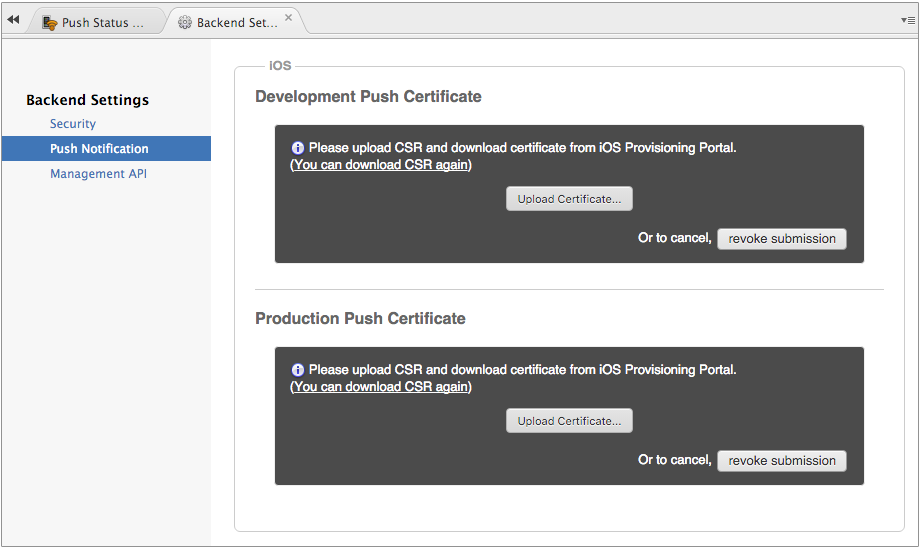 Push Status ...
Backend Set...
Backend Settings
Security
Push Notification
Management API
iOS
Development Push Certificate
Please upload CSR and download certificate from iOS Provisioning Portal.
(You can download CSR again)
Upload Certificate...
Or to cancel, revoke submission
Production Push Certificate
Please upload CSR and download certificate from iOS Provisioning Portal.
(You can download CSR again)
Upload Certificate...
Or to cancel, revoke submission